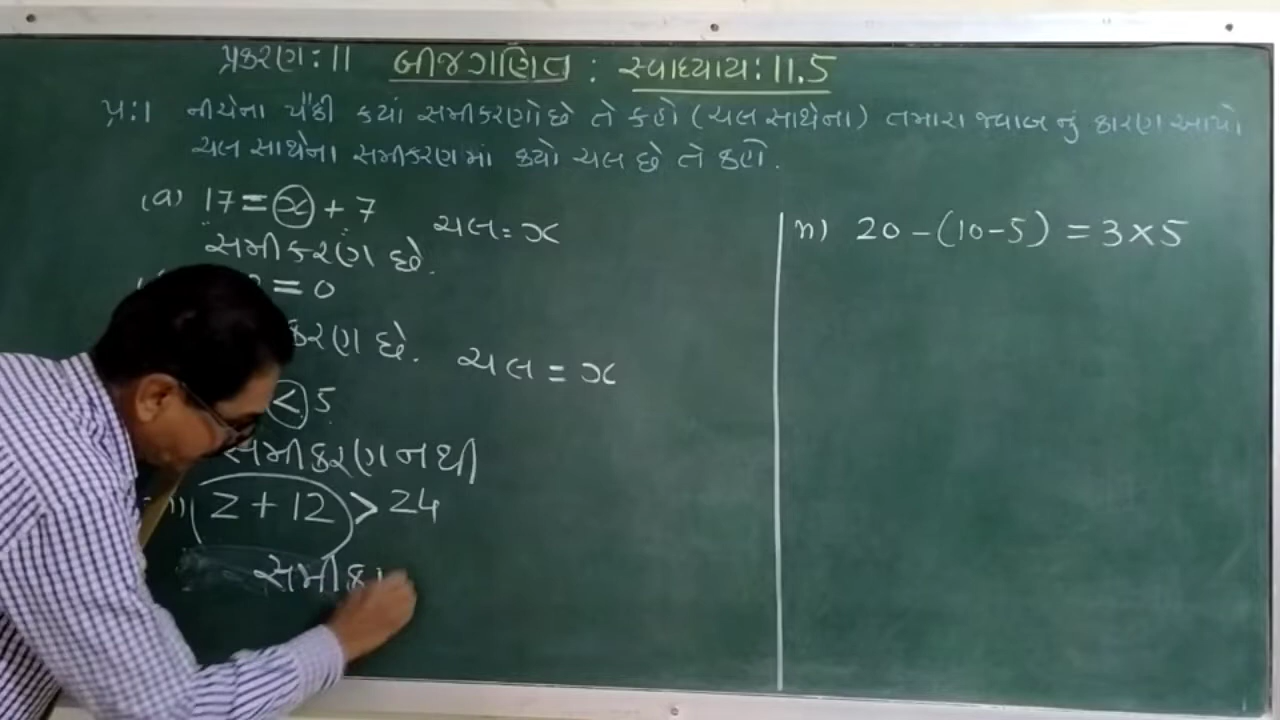 પ્રકરણ: 11 બીજગણિત : સ્વાધ્યાય: 11.5
પ્ર:1 નીચેના પૈકી કયાં સમીકરણો છે તે કહો (ચલ સાથેના) તમારા જવાબનું કારણ આપો
ચલ સાથેના સમીકરણમાં કયો ચલ છે તે કહો.
(a) 17 = x + 7
સમીકરણ છે. ચલ = x
= 0
કરણ છે. ચલ = x
< 5
સમીકરણ નથી
z + 12 > 24
સમીક
n) 20 - (10 - 5) = 3 × 5